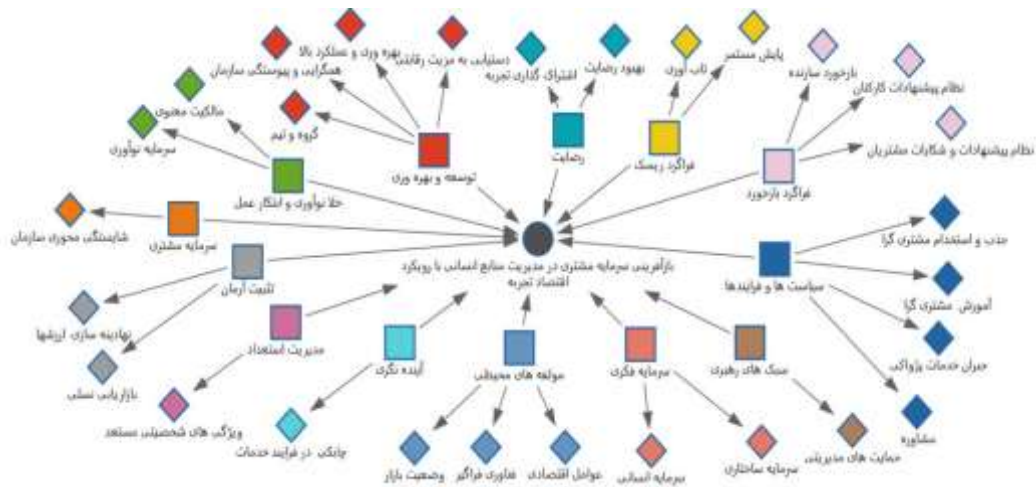 بهره وری و عملکرد بالا
همگرایی و پیوستگی سازمان
دستیابی به مزیت رقابتی
اشتراک گذاری تجربه
بهبود رضایت
تاب آوری
پایش مستمر
بازخورد سازنده
نظام پیشنهادات کارکنان
نظام پیشنهادات و شکایات مشتریان
مالکیت معنوی
سرمایه نوآوری
گروه و تیم
توسعه و بهره وری
رضایت
فراگرد ریسک
فراگرد بازخورد
خلا نوآوری و ابتکار عمل
شایستگی محوری سازمان
سرمایه مشتری
تثبیت آرمان
بازآفرینی سرمایه مشتری در مدیریت منابع انسانی با رویکرد
اقتصاد تجربه
سیاست ها و فرایندها
جذب و استخدام مشتری گرا
آموزش مشتری گرا
جبران خدمات پژواکی
مشاوره
نهادینه سازی ارزشها
بازاریابی نسلی
مدیریت استعداد
آینده نگری
مولفه های محیطی
سرمایه فکری
سبک های رهبری
ویژگی های شخصیتی مستعد
چابکی در فرایند خدمات
وضعیت بازار
فناوری فراگیر
عوامل اقتصادی
سرمایه انسانی
سرمایه ساختاری
حمایت های مدیریتی